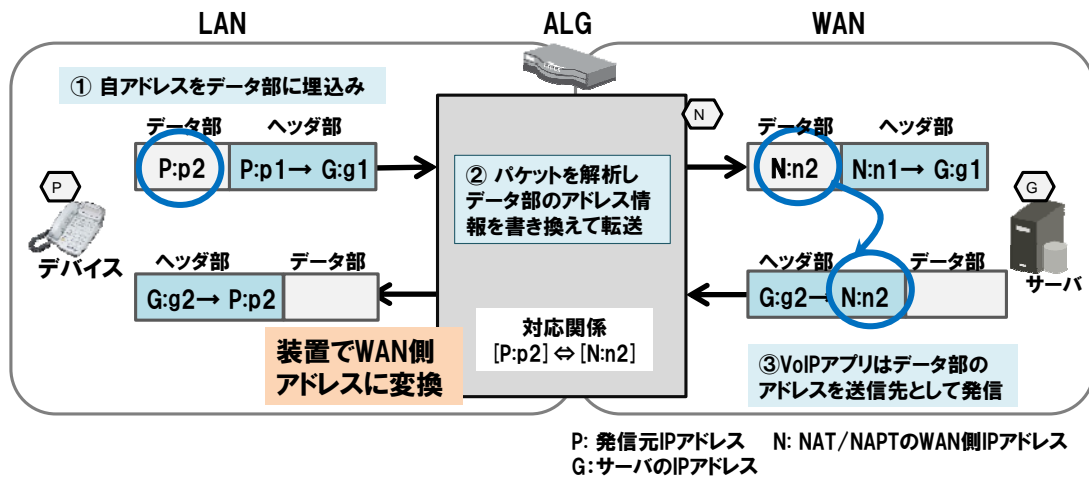 LAN
ALG
WAN
① 自アドレスをデータ部に埋込み
データ部 ヘッダ部
P:p2 P:p1→ G:g1
P
デバイス
ヘッダ部 データ部
G:g2→ P:p2
装置でWAN側
アドレスに変換
② パケットを解析し
データ部のアドレス情
報を書き換えて転送
対応関係
[P:p2]⇔[N:n2]
N
データ部 ヘッダ部
N:n2 N:n1→ G:g1
G
サーバ
ヘッダ部 データ部
G:g2→ N:n2
③VoIPアプリはデータ部の
アドレスを送信先として発信
P: 発信元IPアドレス N: NAT/NAPTのWAN側IPアドレス
G:サーバのIPアドレス